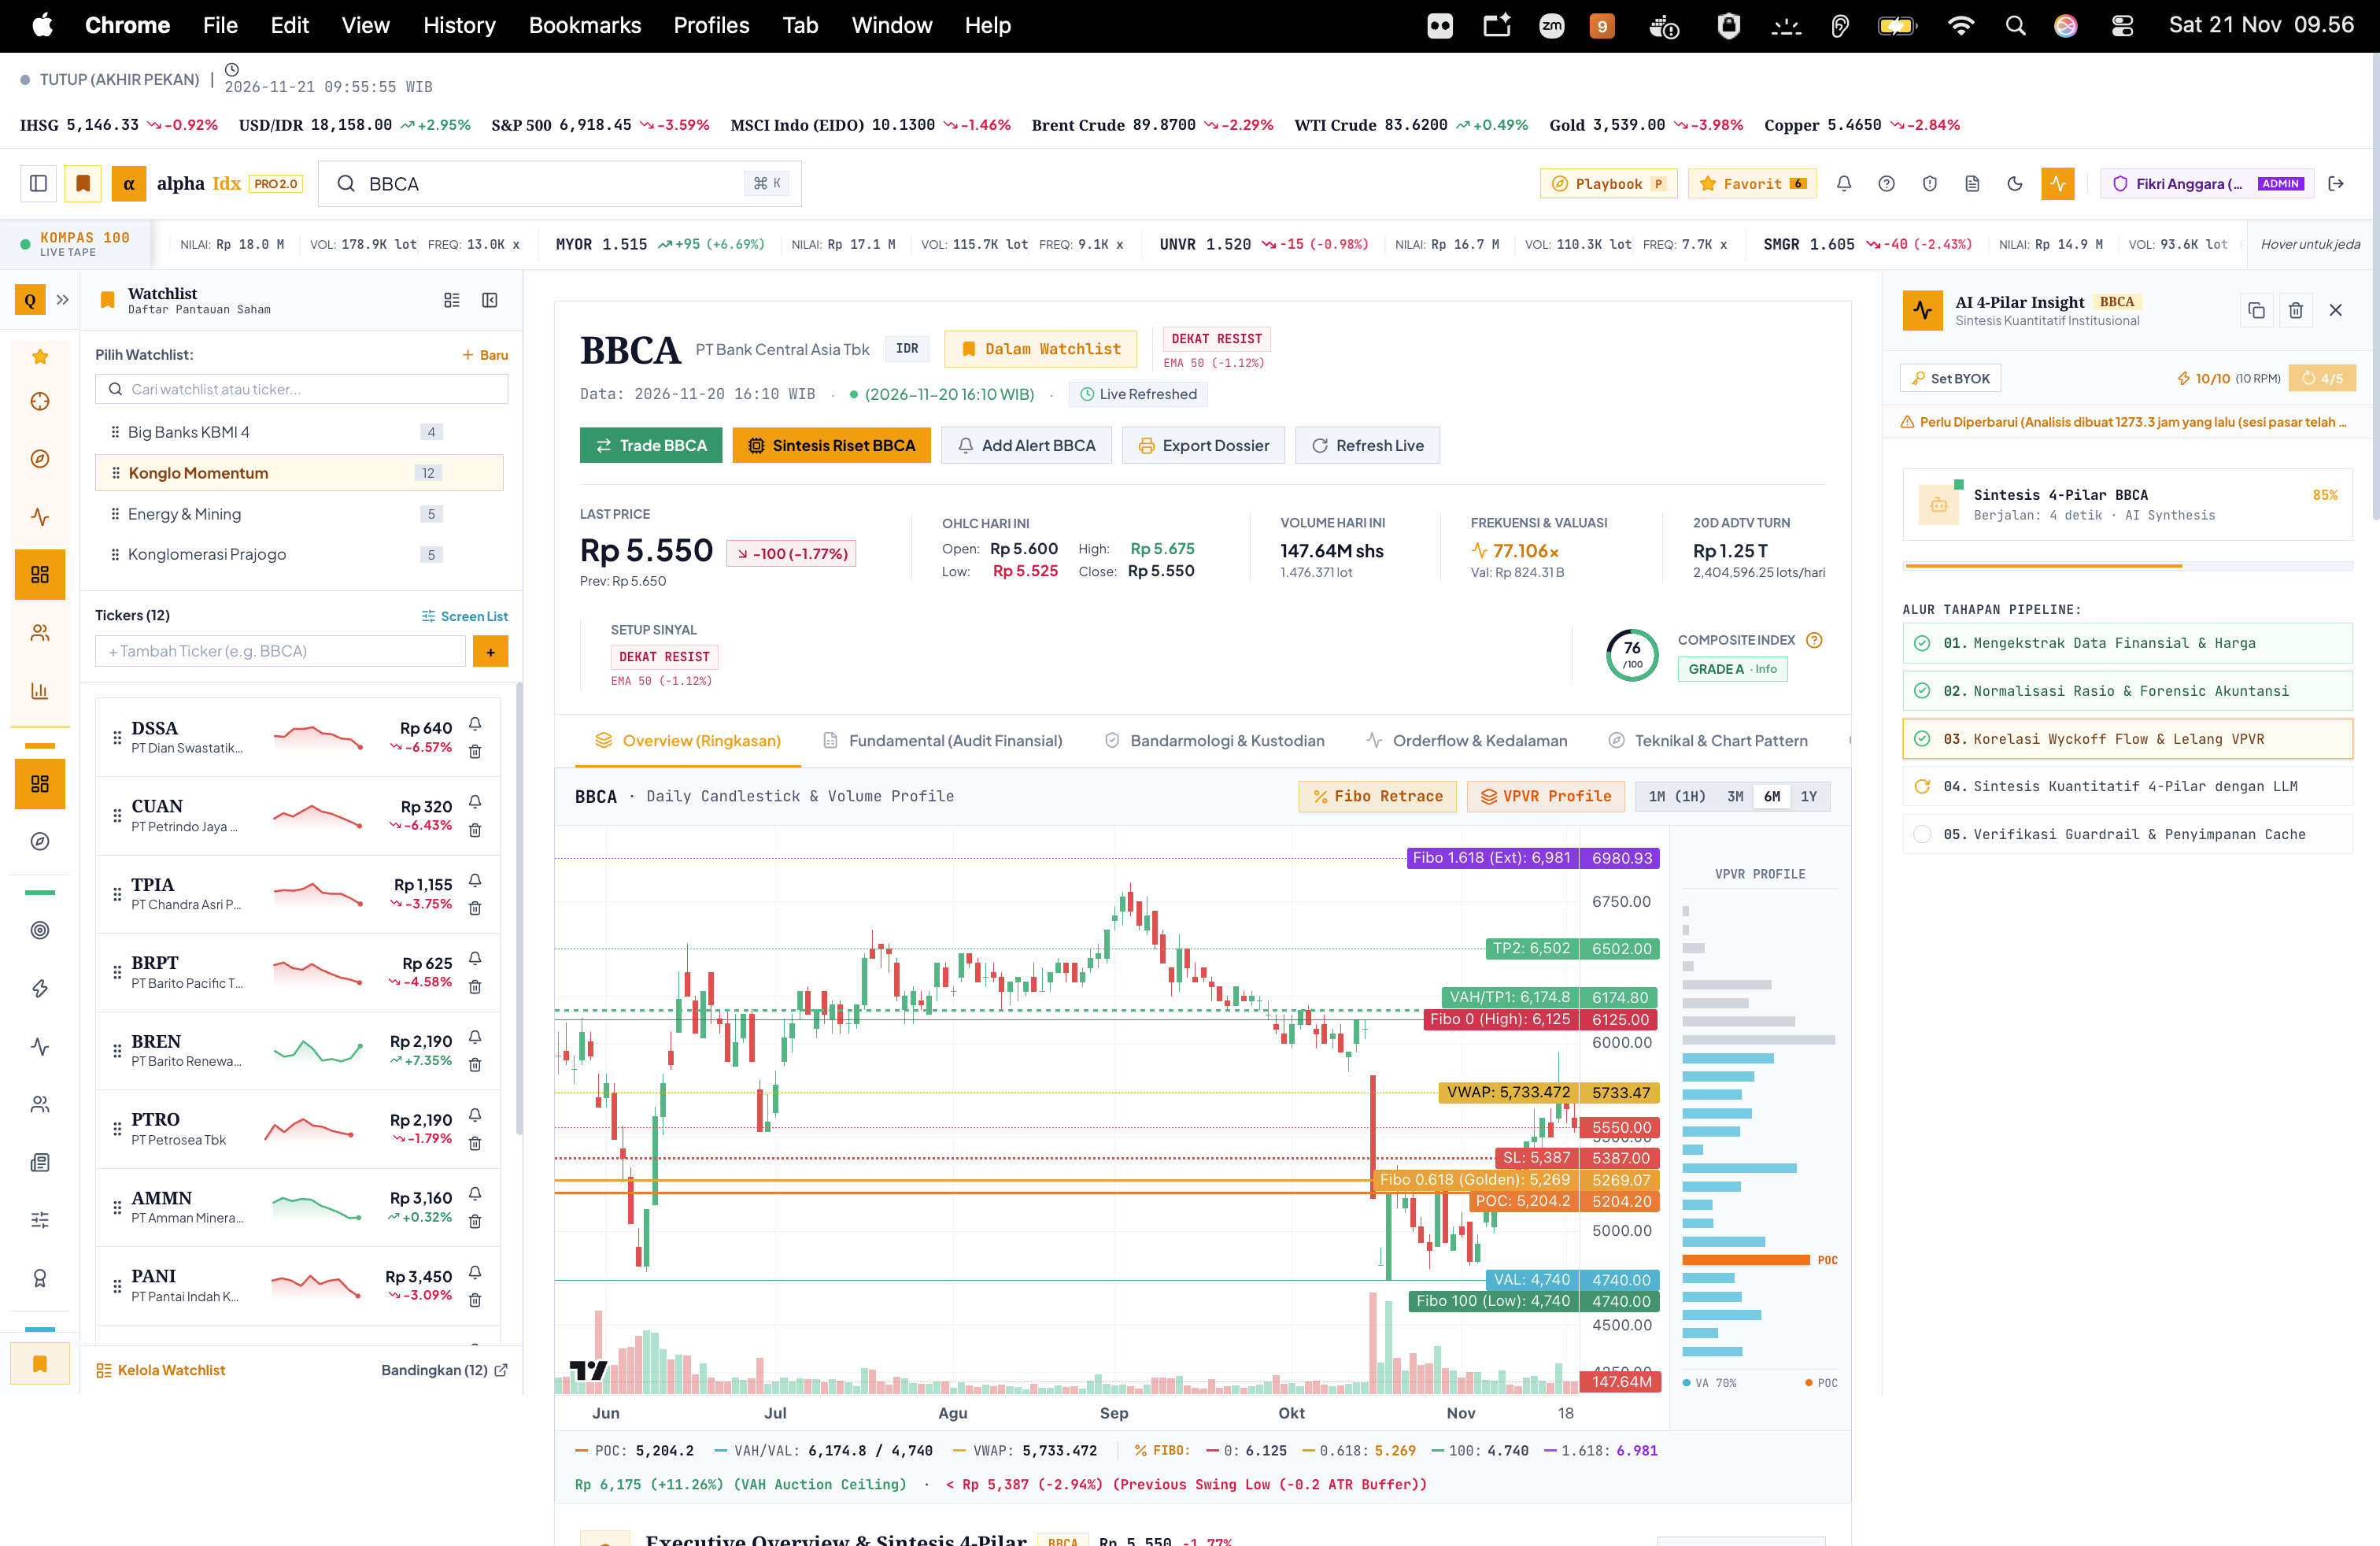 Chrome File Edit View History Bookmarks Profiles Tab Window Help zm 9 Sat 21 Nov 09.56
TUTUP (AKHIR PEKAN) | 2026-11-21 09:55:55 WIB
IHSG 5,146.33 -0.92% USD/IDR 18,158.00 +2.95% S&P 500 6,918.45 -3.59% MSCI Indo (EIDO) 10.1300 -1.46% Brent Crude 89.8700 -2.29% WTI Crude 83.6200 +0.49% Gold 3,539.00 -3.98% Copper 5.4650 -2.84%
α alpha Idx PRO 2.0 BBCA ⌘ K Playbook P Favorit 6 Fikri Anggara (... ADMIN
KOMPAS 100
LIVE TAPE
NILAI: Rp 18.0 M VOL: 178.9K lot FREQ: 13.0K x MYOR 1.515 +95 (+6.69%) NILAI: Rp 17.1 M VOL: 115.7K lot FREQ: 9.1K x UNVR 1.520 -15 (-0.98%) NILAI: Rp 16.7 M VOL: 110.3K lot FREQ: 7.7K x SMGR 1.605 -40 (-2.43%) NILAI: Rp 14.9 M VOL: 93.6K lot Hover untuk jeda
Q
Watchlist
Daftar Pantauan Saham
Pilih Watchlist: + Baru
Cari watchlist atau ticker...
Big Banks KBMI 4 4
Konglo Momentum 12
Energy & Mining 5
Konglomerasi Prajogo 5
Tickers (12) Screen List
+ Tambah Ticker (e.g. BBCA) +
DSSA Rp 640
PT Dian Swastatik... -6.57%
CUAN Rp 320
PT Petrindo Jaya ... -6.43%
TPIA Rp 1,155
PT Chandra Asri P... -3.75%
BRPT Rp 625
PT Barito Pacific T... -4.58%
BREN Rp 2,190
PT Barito Renewa... +7.35%
PTRO Rp 2,190
PT Petrosea Tbk -1.79%
AMMN Rp 3,160
PT Amman Minera... +0.32%
PANI Rp 3,450
PT Pantai Indah K... -3.09%
Kelola Watchlist Bandingkan (12)
BBCA PT Bank Central Asia Tbk IDR Dalam Watchlist DEKAT RESIST
EMA 50 (-1.12%)
Data: 2026-11-20 16:10 WIB · (2026-11-20 16:10 WIB) · Live Refreshed
Trade BBCA Sintesis Riset BBCA Add Alert BBCA Export Dossier Refresh Live
LAST PRICE
Rp 5.550 -100 (-1.77%)
Prev: Rp 5.650
OHLC HARI INI
Open: Rp 5.600 High: Rp 5.675
Low: Rp 5.525 Close: Rp 5.550
VOLUME HARI INI
147.64M shs
1.476.371 lot
FREKUENSI & VALUASI
77.106×
Val: Rp 824.31 B
20D ADTV TURN
Rp 1.25 T
2,404,596.25 lots/hari
SETUP SINYAL
DEKAT RESIST
EMA 50 (-1.12%)
76
/100
COMPOSITE INDEX
GRADE A · Info
Overview (Ringkasan) Fundamental (Audit Finansial) Bandarmologi & Kustodian Orderflow & Kedalaman Teknikal & Chart Pattern
BBCA · Daily Candlestick & Volume Profile Fibo Retrace VPVR Profile 1M (1H) 3M 6M 1Y
Fibo 1.618 (Ext): 6,981 6980.93
6750.00
TP2: 6,502 6502.00
VAH/TP1: 6,174.8 6174.80
Fibo 0 (High): 6,125 6125.00
6000.00
VWAP: 5,733.472 5733.47
5550.00
SL: 5,387 5387.00
Fibo 0.618 (Golden): 5,269 5269.07
POC: 5,204.2 5204.20
5000.00
VAL: 4,740 4740.00
Fibo 100 (Low): 4,740 4740.00
4500.00
147.64M
Jun Jul Agu Sep Okt Nov 18
VPVR PROFILE
POC
VA 70% POC
POC: 5,204.2 VAH/VAL: 6,174.8 / 4,740 VWAP: 5,733.472 FIBO: 0: 6.125 0.618: 5.269 100: 4.740 1.618: 6.981
Rp 6,175 (+11.26%) (VAH Auction Ceiling) · < Rp 5,387 (-2.94%) (Previous Swing Low (-0.2 ATR Buffer))
Executive Overview & Sintesis 4-Pilar BBCA Rp 5.550 -1.77%
AI 4-Pilar Insight BBCA
Sintesis Kuantitatif Institusional
Set BYOK 10/10 (10 RPM) 4/5
Perlu Diperbarui (Analisis dibuat 1273.3 jam yang lalu (sesi pasar telah ...
Sintesis 4-Pilar BBCA 85%
Berjalan: 4 detik · AI Synthesis
ALUR TAHAPAN PIPELINE:
01. Mengekstrak Data Finansial & Harga
02. Normalisasi Rasio & Forensic Akuntansi
03. Korelasi Wyckoff Flow & Lelang VPVR
04. Sintesis Kuantitatif 4-Pilar dengan LLM
05. Verifikasi Guardrail & Penyimpanan Cache